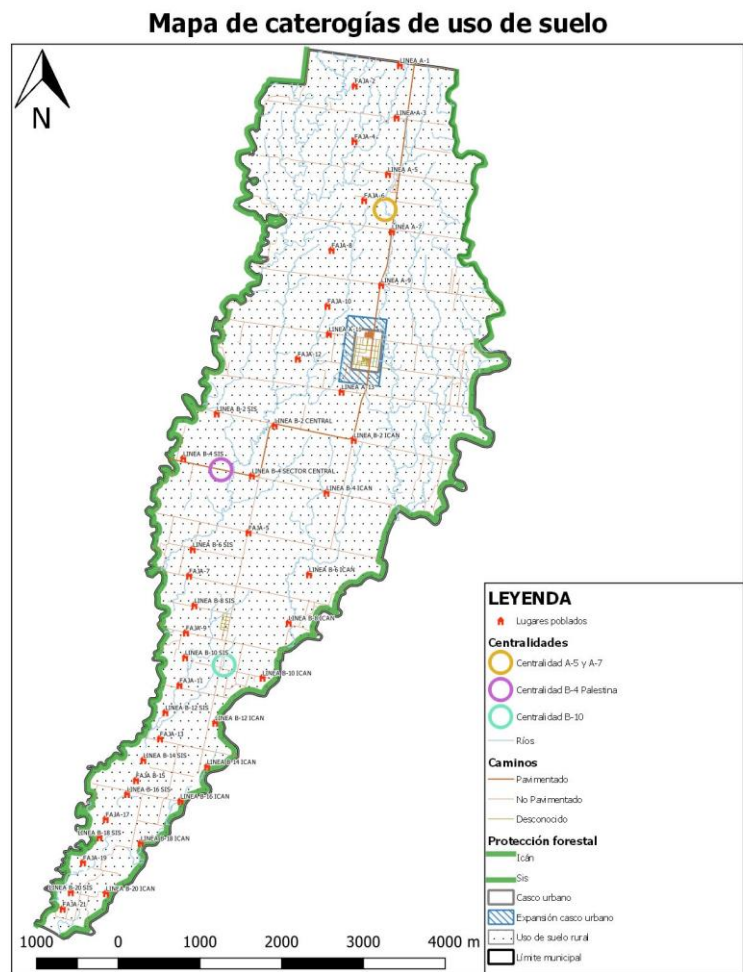 Mapa de caterogías de uso de suelo
N
LINEA A-1
FAJA-2
LINEA A-3
FAJA-4
LINEA A-5
FAJA-6
LINEA A-7
FAJA-8
LINEA A-9
FAJA-10
LINEA A-11
FAJA-12
LINEA B-2 SIS
LINEA B-2 CENTRAL
LINEA B-2 ICAN
LINEA B-4 SIS
LINEA B-4 SECTOR CENTRAL
LINEA B-4 ICAN
FAJA-5
LINEA B-6 SIS
FAJA-7
LINEA B-6 ICAN
LINEA B-8 SIS
LINEA B-8 ICAN
FAJA-9
LINEA B-10 SIS
LINEA B-10 ICAN
FAJA-11
LINEA B-12 SIS
LINEA B-12 ICAN
FAJA-13
LINEA B-14 SIS
LINEA B-14 ICAN
FAJA B-15
LINEA B-16 SIS
LINEA B-16 ICAN
FAJA-17
LINEA B-18 SIS
LINEA B-18 ICAN
FAJA-19
LINEA B-20 SIS
LINEA B-20 ICAN
FAJA-21
1000 0 1000 2000 3000 4000 m
LEYENDA
Lugares poblados
Centralidades
Centralidad A-5 y A-7
Centralidad B-4 Palestina
Centralidad B-10
Ríos
Caminos
Pavimentado
No Pavimentado
Desconocido
Protección forestal
Icán
Sis
Casco urbano
Expansión casco urbano
Uso de suelo rural
Límite municipal